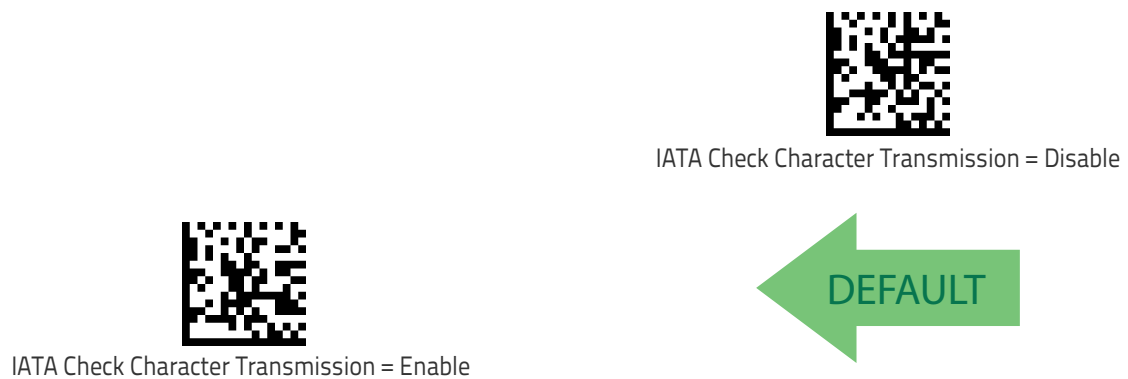 IATA Check Character Transmission = Disable
DEFAULT
IATA Check Character Transmission = Enable